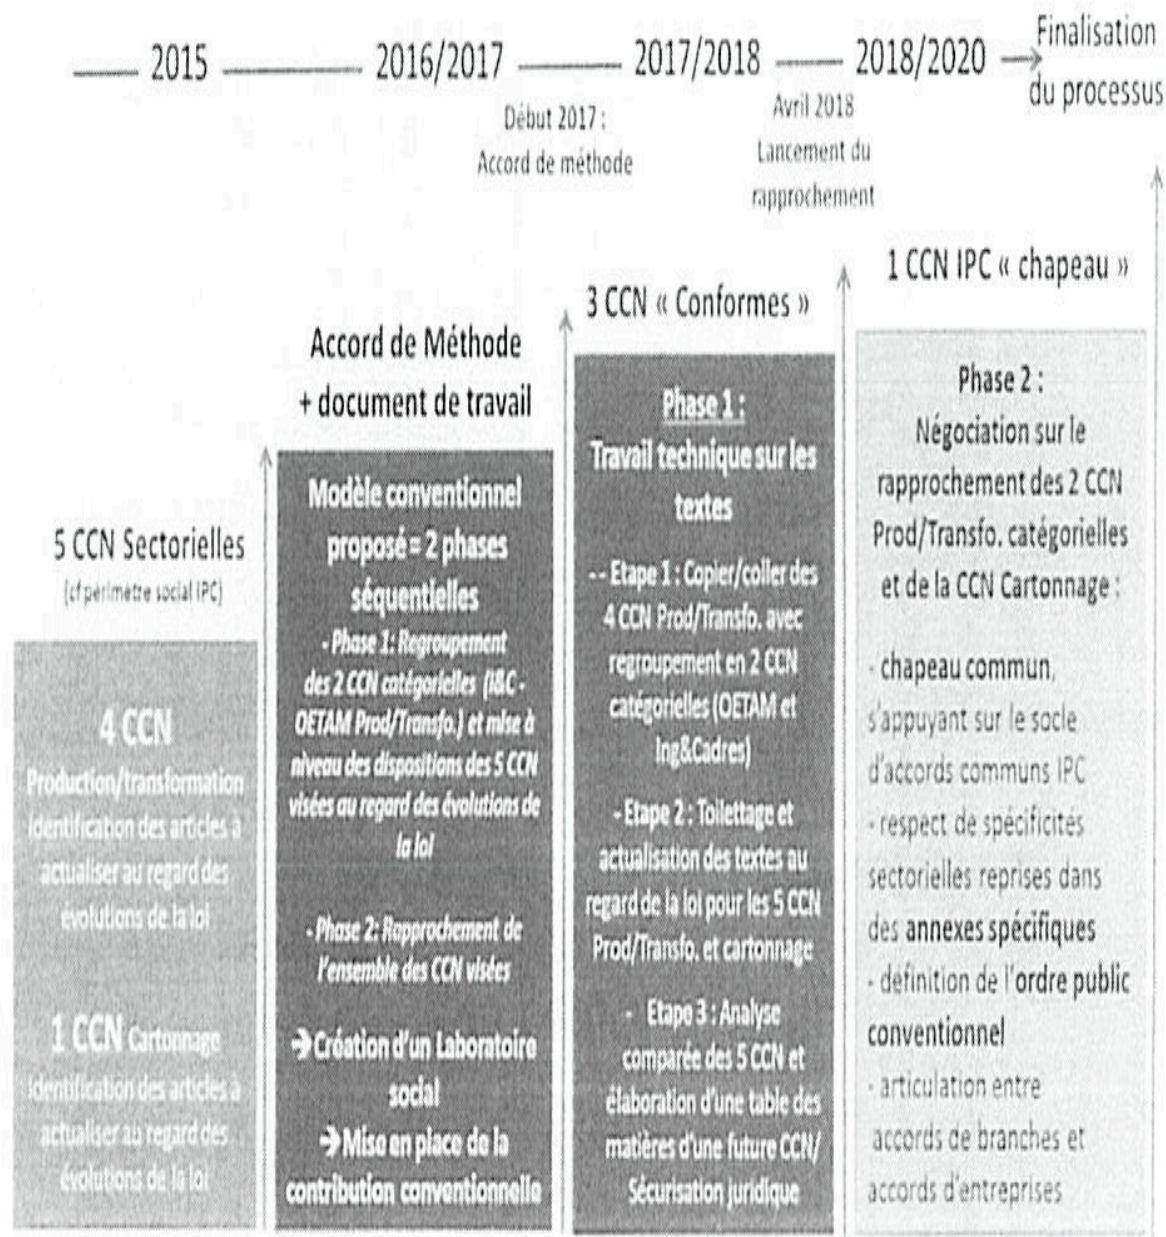 2015
2016/2017
2017/2018
2018/2020
Finalisation
du processus
Début 2017 :
Accord de méthode
Avril 2018
Lancement du
rapprochement
5 CCN Sectorielles
(cf périmètre social IPC)
4 CCN
Production/transformation
Identification des articles à
actualiser au regard des
évolutions de la loi
1 CCN Cartonnage
Identification des articles à
actualiser au regard des
évolutions de la loi
Accord de Méthode
+ document de travail
Modèle conventionnel
proposé = 2 phases
séquentielles
- Phase 1: Regroupement
des 2 CCN catégorielles (I&C -
OETAM Prod/Transfo.) et mise à
niveau des dispositions des 5 CCN
visées au regard des évolutions de
la loi
- Phase 2: Rapprochement de
l'ensemble des CCN visées
➔ Création d'un Laboratoire
social
➔ Mise en place de la
contribution conventionnelle
3 CCN « Conformes »
Phase 1 :
Travail technique sur les
textes
-- Etape 1 : Copier/coller des
4 CCN Prod/Transfo. avec
regroupement en 2 CCN
catégorielles (OETAM et
Ing&Cadres)
- Etape 2 : Toilettage et
actualisation des textes au
regard de la loi pour les 5 CCN
Prod/Transfo. et cartonnage
- Etape 3 : Analyse
comparée des 5 CCN et
élaboration d'une table des
matières d'une future CCN/
Sécurisation juridique
1 CCN IPC « chapeau »
Phase 2 :
Négociation sur le
rapprochement des 2 CCN
Prod/Transfo. catégorielles
et de la CCN Cartonnage :
- chapeau commun,
s'appuyant sur le socle
d'accords communs IPC
- respect de spécificités
sectorielles reprises dans
des annexes spécifiques
- définition de l'ordre public
conventionnel
- articulation entre
accords de branches et
accords d'entreprises